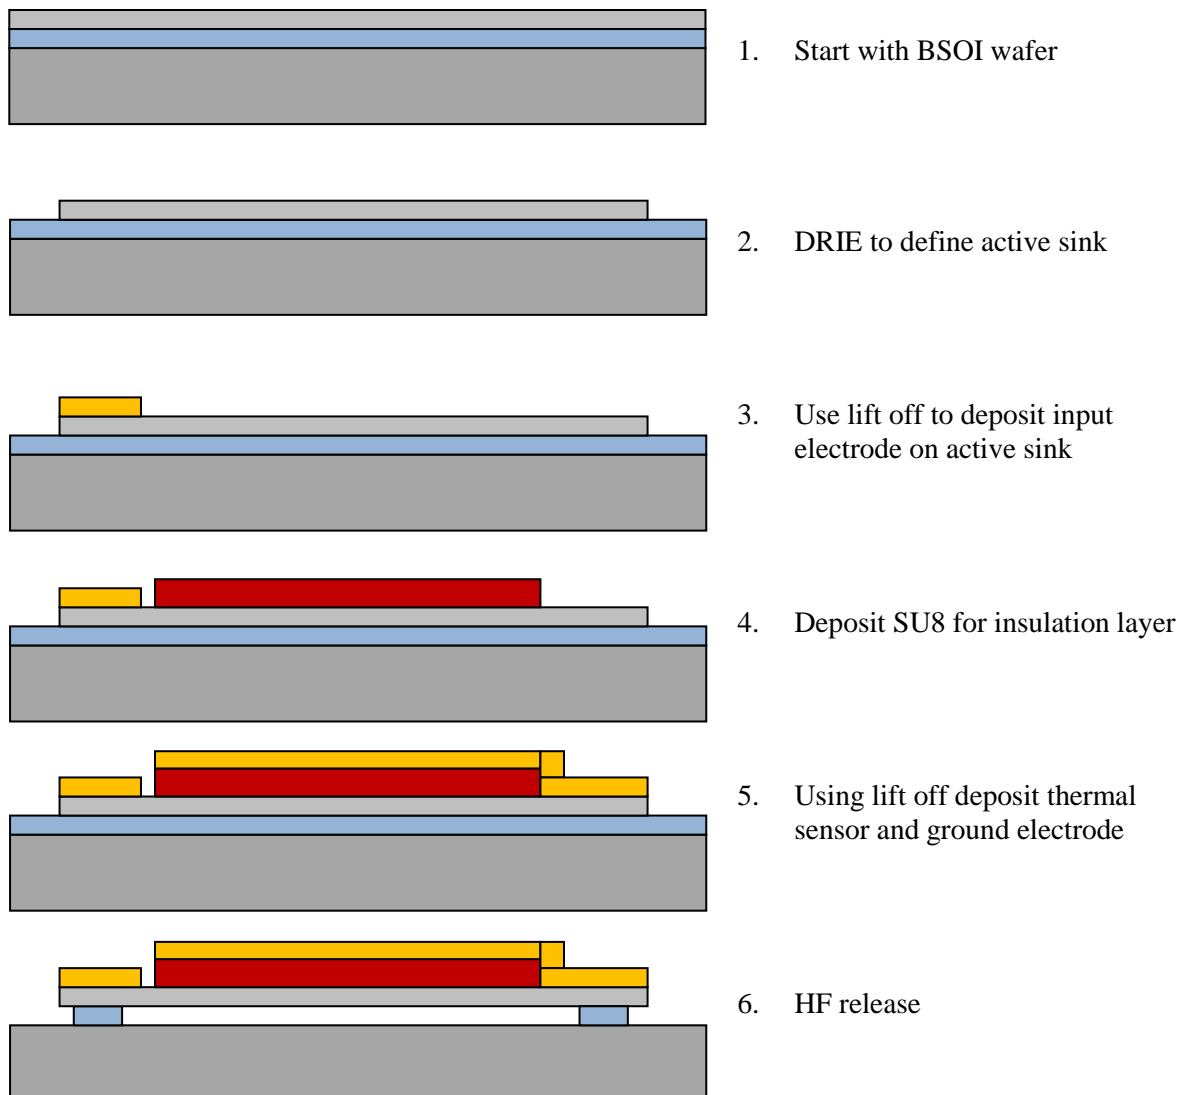 1. Start with BSOI wafer
2. DRIE to define active sink
3. Use lift off to deposit input
electrode on active sink
4. Deposit SU8 for insulation layer
5. Using lift off deposit thermal
sensor and ground electrode
6. HF release